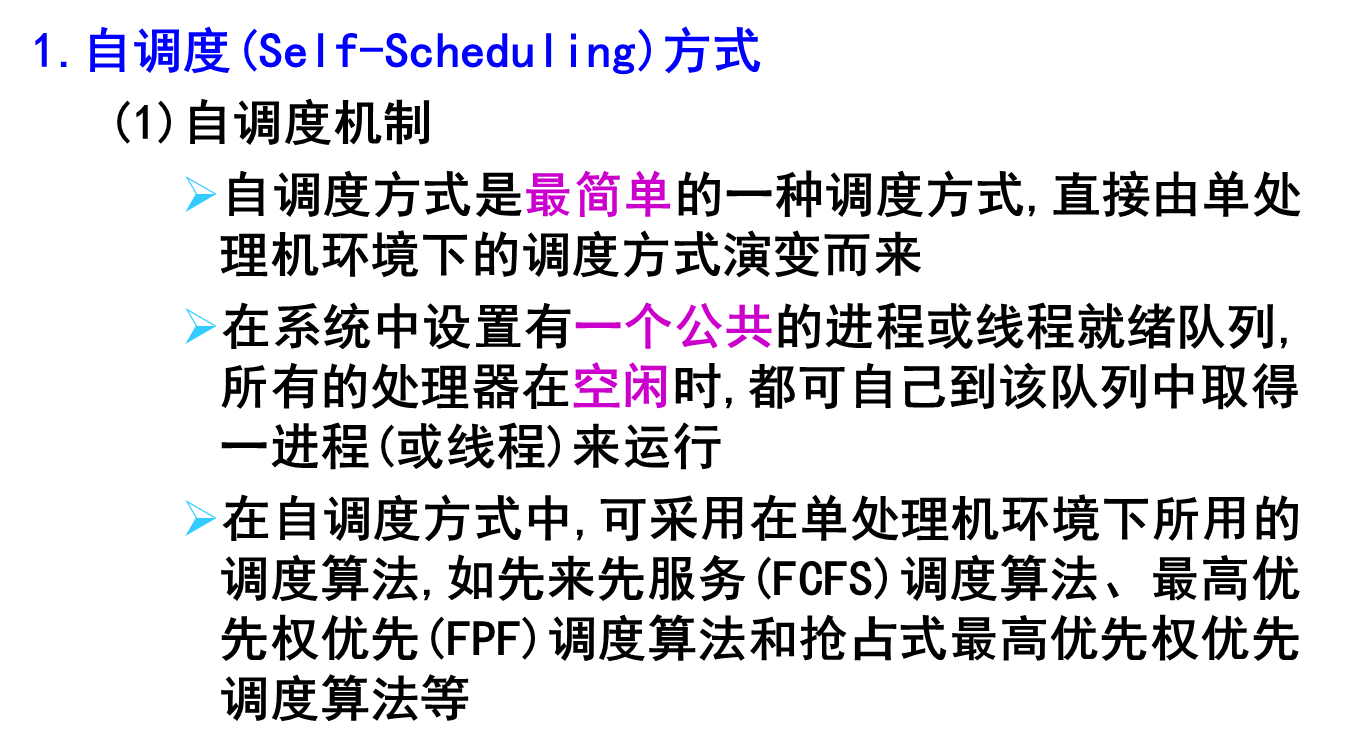 1.自调度(Self-Scheduling)方式
(1)自调度机制
➢自调度方式是最简单的一种调度方式,直接由单处
理机环境下的调度方式演变而来
➢在系统中设置有一个公共的进程或线程就绪队列,
所有的处理器在空闲时,都可自己到该队列中取得
一进程(或线程)来运行
➢在自调度方式中,可采用在单处理机环境下所用的
调度算法,如先来先服务(FCFS)调度算法、最高优
先权优先(FPF)调度算法和抢占式最高优先权优先
调度算法等